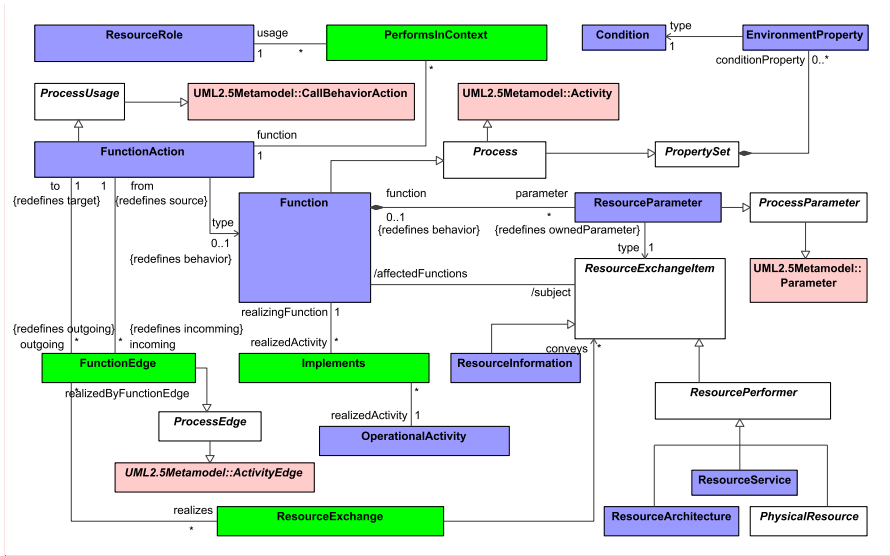 ResourceRole
usage
1
*
PerformsInContext
Condition
type
1
EnvironmentProperty
conditionProperty
0..*
ProcessUsage
UML2.5Metamodel::CallBehaviorAction
*
UML2.5Metamodel::Activity
function
1
FunctionAction
Process
PropertySet
to
1
1
from
{redefines target}
{redefines source}
type
0..1
{redefines behavior}
Function
function
0..1
{redefines behavior}
parameter
*
{redefines ownedParameter}
ResourceParameter
ProcessParameter
type
1
UML2.5Metamodel::
Parameter
/affectedFunctions
/subject
ResourceExchangeItem
realizingFunction
1
{redefines outgoing}
outgoing
*
{redefines incomming}
*
incoming
realizedActivity
*
conveys
*
ResourceInformation
FunctionEdge
Implements
*
realizedByFunctionEdge
*
realizedActivity
1
ResourcePerformer
ProcessEdge
OperationalActivity
UML2.5Metamodel::ActivityEdge
ResourceService
realizes
*
ResourceExchange
ResourceArchitecture
PhysicalResource